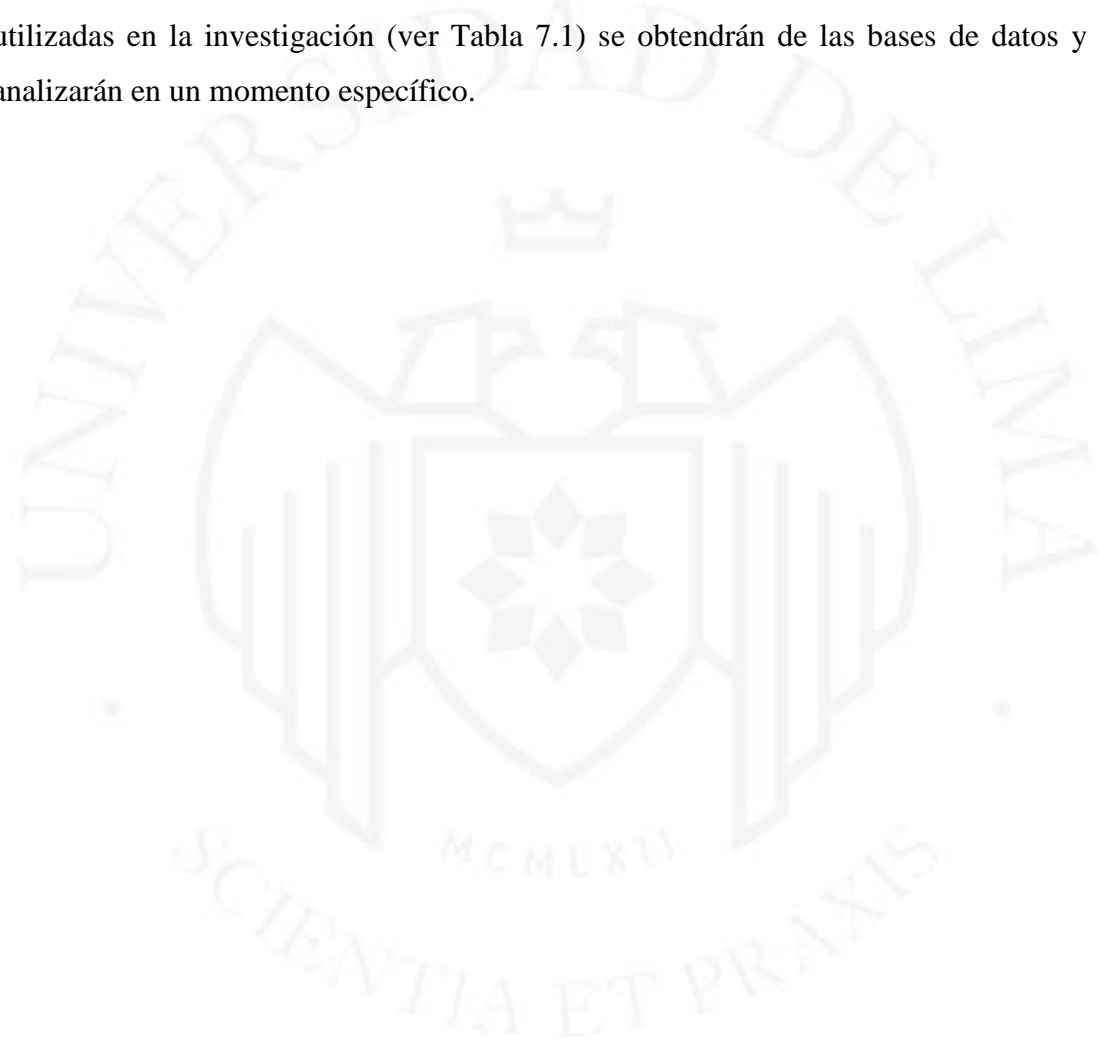 utilizadas en la investigación (ver Tabla 7.1) se obtendrán de las bases de datos y
analizarán en un momento específico.
UNIVERSIDAD DE LIMA
MCMLXII
SCIENTIA ET PRAXIS